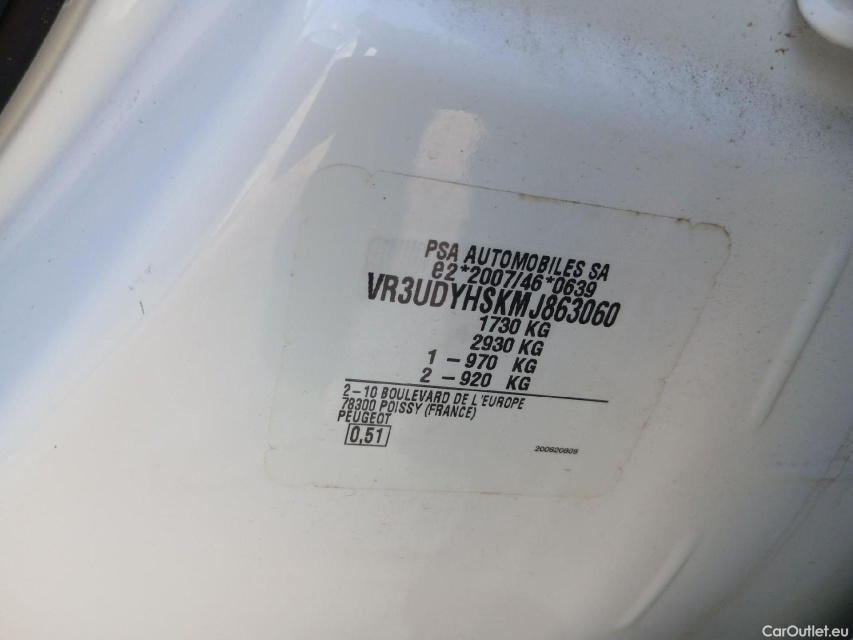 PSA AUTOMOBILES SA
e2*2007/46*0639
VR3UDYHSKMJ863060
1730 KG
2930 KG
1 - 970 KG
2 - 920 KG
2-10 BOULEVARD DE L'EUROPE
78300 POISSY (FRANCE)
PEUGEOT
0,51
200820809
CarOutlet.eu